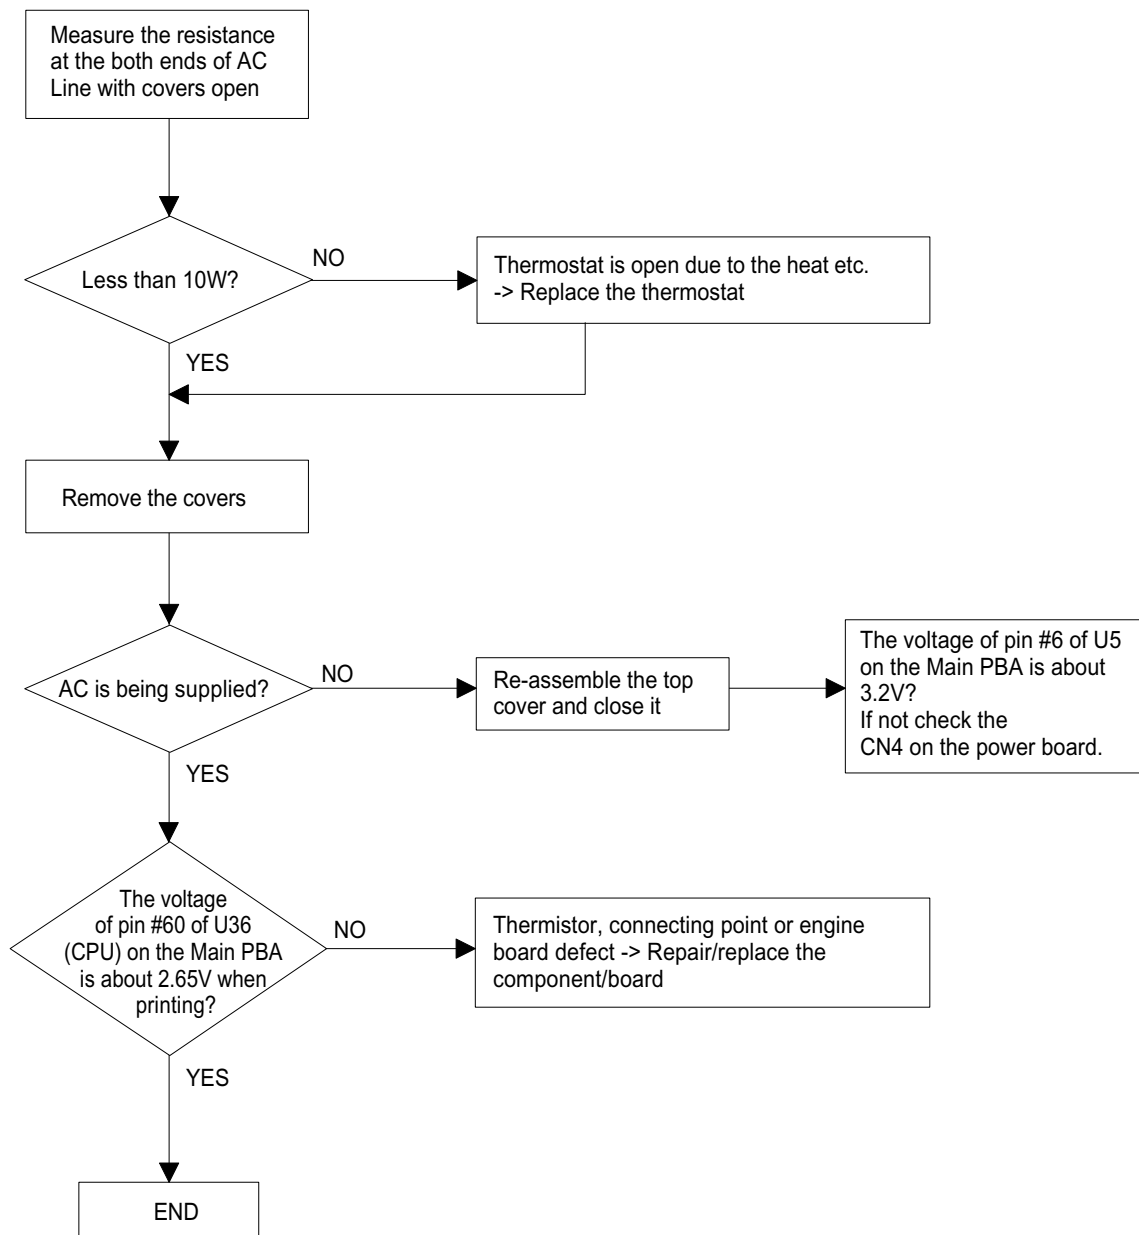 Measure the resistance
at the both ends of AC
Line with covers open
Less than 10W?
NO
Thermostat is open due to the heat etc.
-> Replace the thermostat
YES
Remove the covers
AC is being supplied?
NO
Re-assemble the top
cover and close it
The voltage of pin #6 of U5
on the Main PBA is about
3.2V?
If not check the
CN4 on the power board.
YES
The voltage
of pin #60 of U36
(CPU) on the Main PBA
is about 2.65V when
printing?
NO
Thermistor, connecting point or engine
board defect -> Repair/replace the
component/board
YES
END